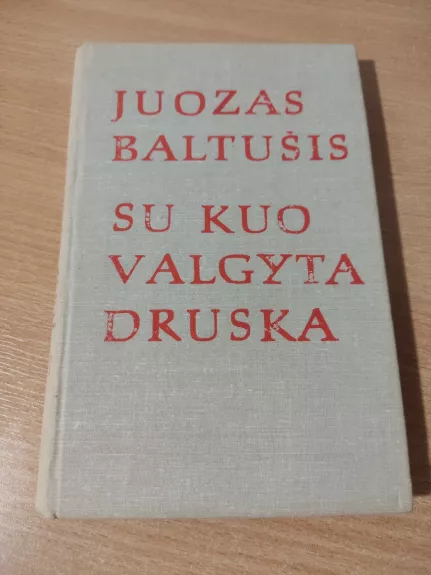 JUOZAS
BALTUŠIS
SU KUO
VALGYTA
DRUSKA